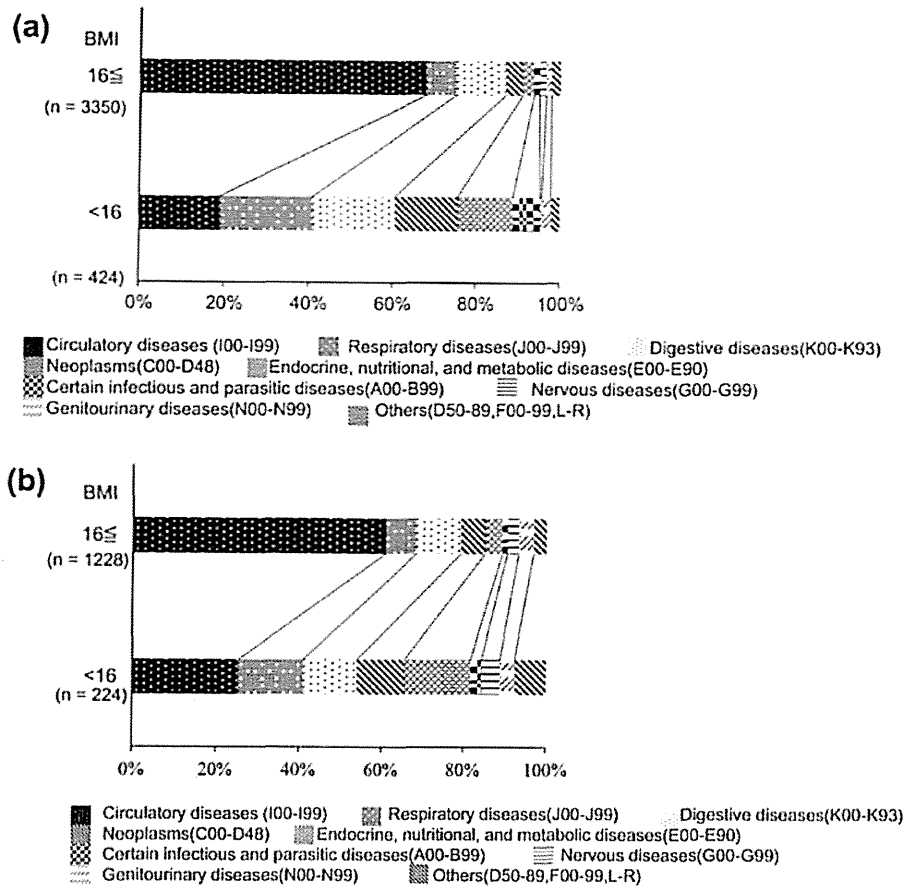 (a)
BMI
16≦
(n = 3350)
<16
(n = 424)
0% 20% 40% 60% 80% 100%
Circulatory diseases (I00-I99) Respiratory diseases(J00-J99) Digestive diseases(K00-K93)
Neoplasms(C00-D48) Endocrine, nutritional, and metabolic diseases(E00-E90)
Certain infectious and parasitic diseases(A00-B99) Nervous diseases(G00-G99)
Genitourinary diseases(N00-N99) Others(D50-89,F00-99,L-R)
(b)
BMI
16≦
(n = 1228)
<16
(n = 224)
0% 20% 40% 60% 80% 100%
Circulatory diseases (I00-I99) Respiratory diseases(J00-J99) Digestive diseases(K00-K93)
Neoplasms(C00-D48) Endocrine, nutritional, and metabolic diseases(E00-E90)
Certain infectious and parasitic diseases(A00-B99) Nervous diseases(G00-G99)
Genitourinary diseases(N00-N99) Others(D50-89,F00-99,L-R)